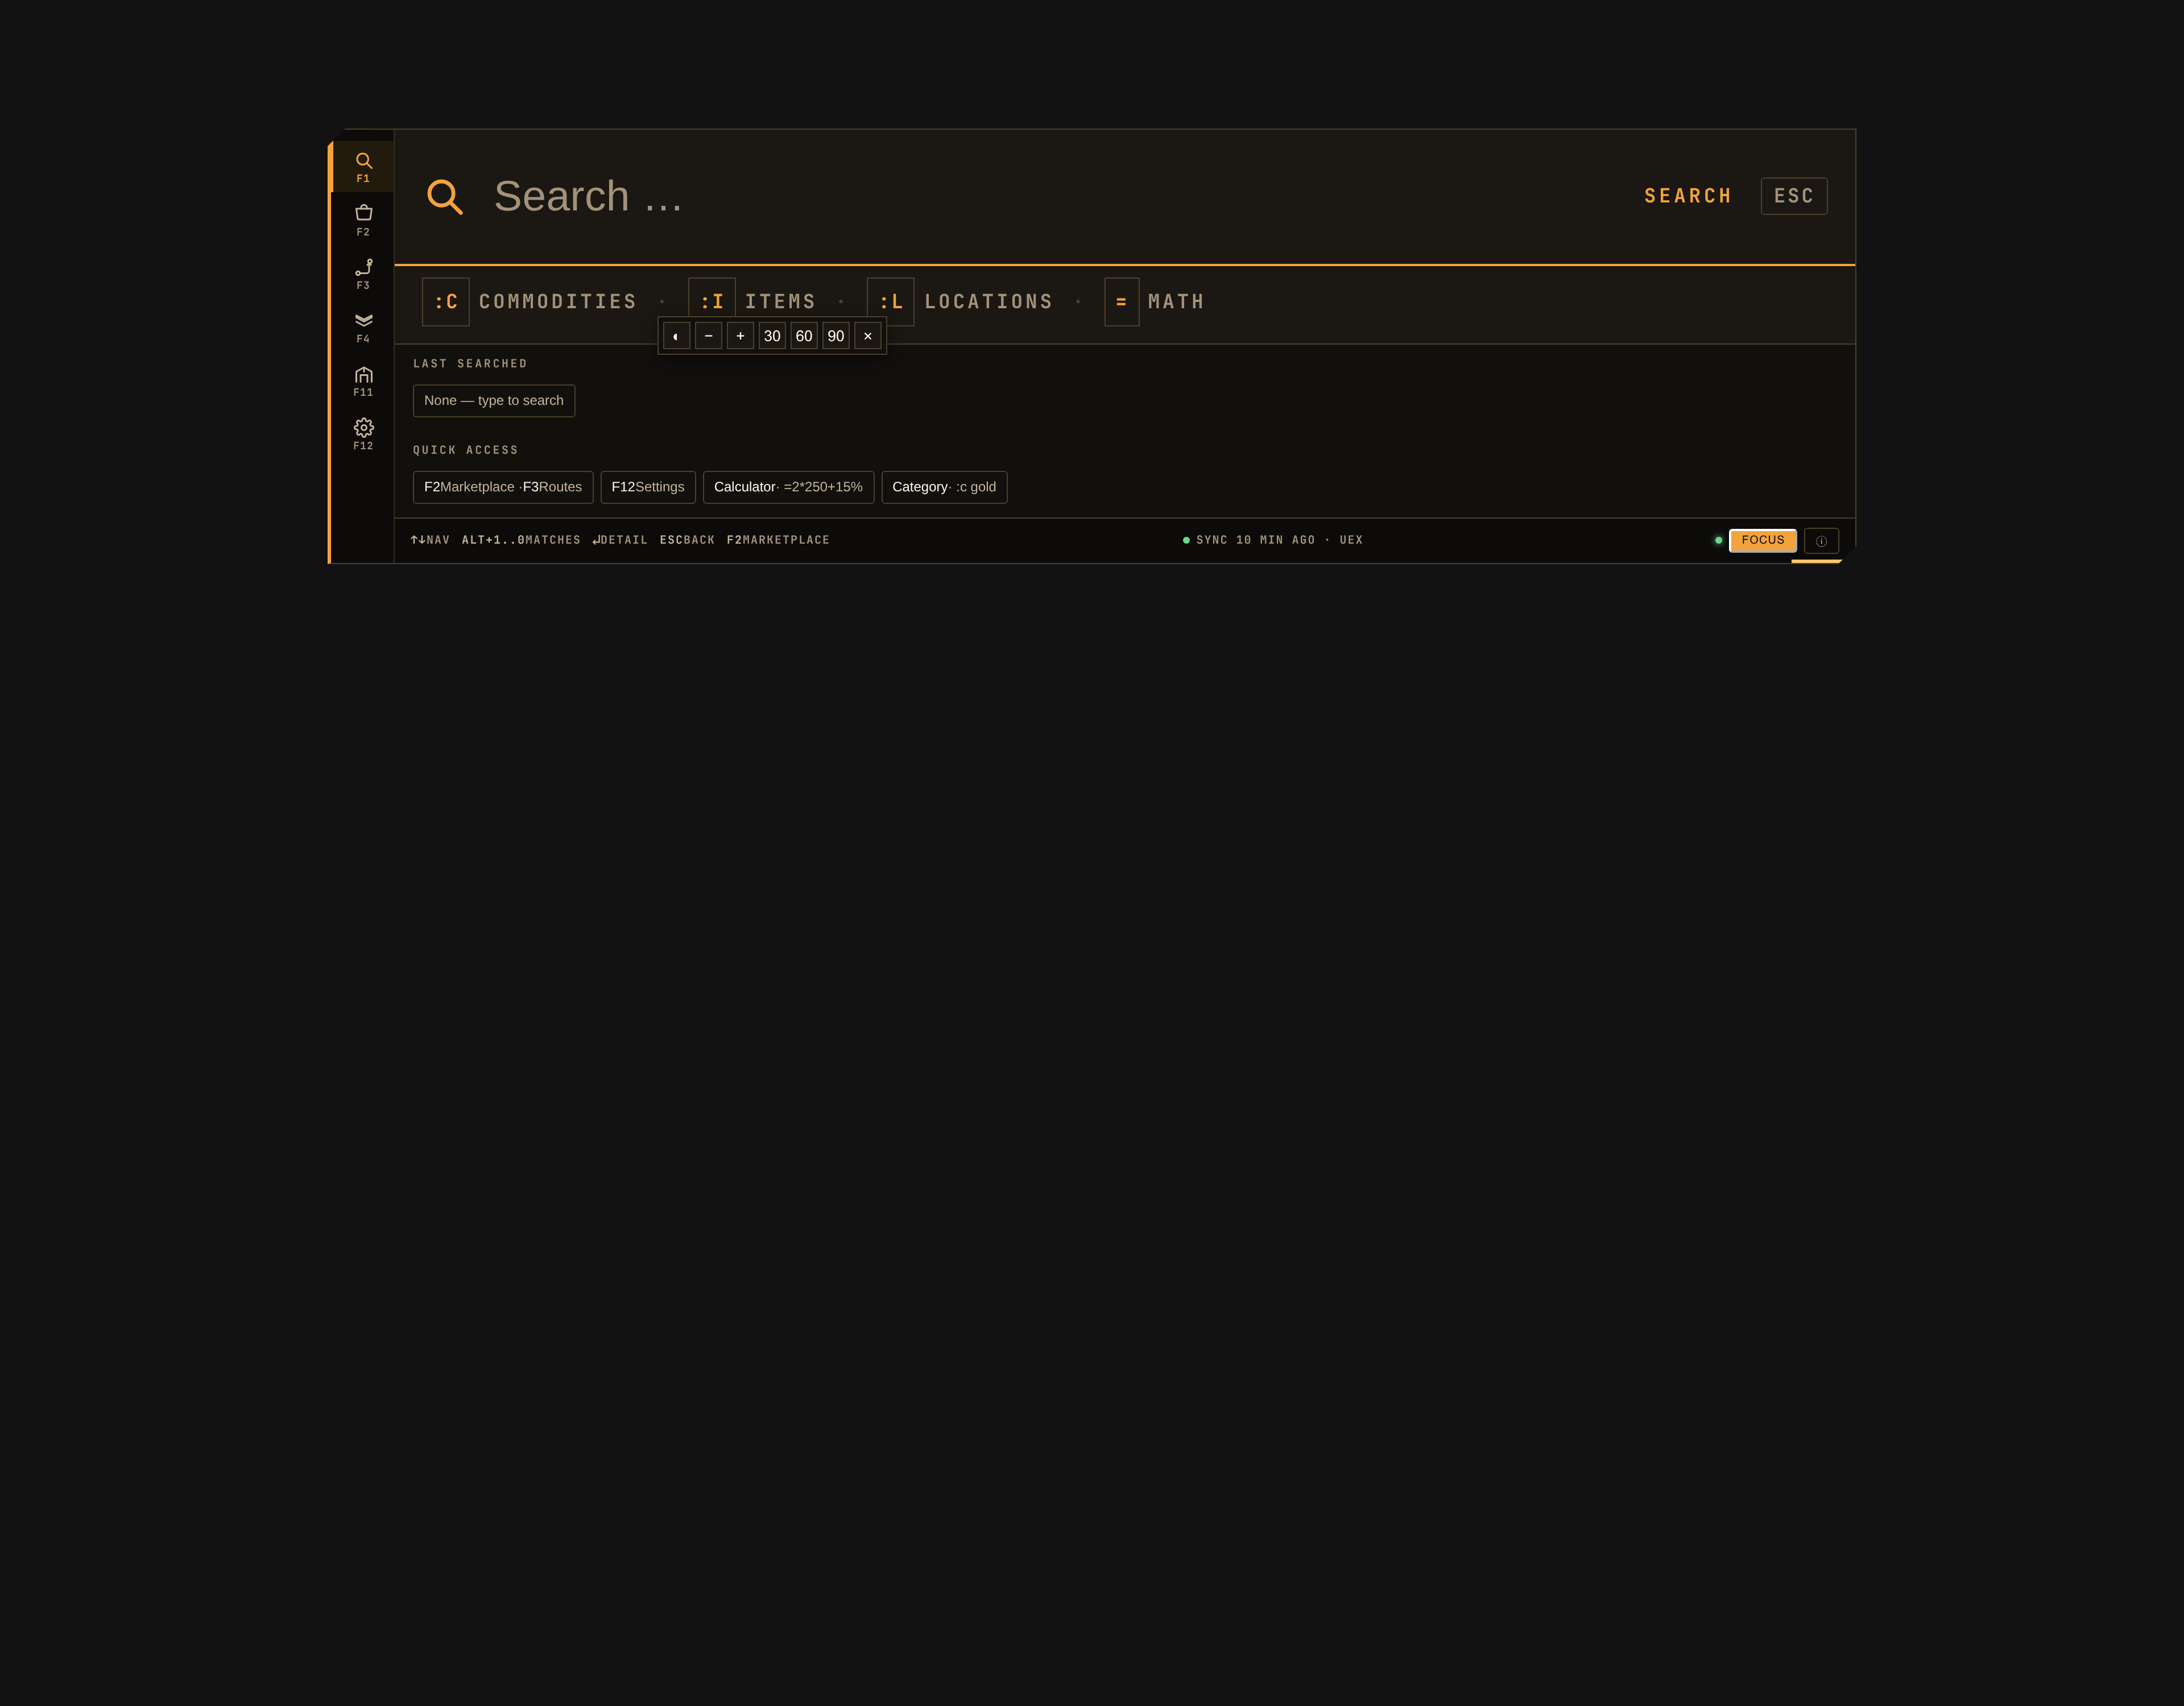 F1
F2
F3
F4
F11
F12
Search ...
SEARCH ESC
:C COMMODITIES · :I ITEMS · :L LOCATIONS · = MATH
− + 30 60 90 ×
LAST SEARCHED
None — type to search
QUICK ACCESS
F2Marketplace ·F3Routes F12Settings Calculator· =2*250+15% Category· :c gold
↑↓NAV ALT+1..0MATCHES ↵DETAIL ESCBACK F2MARKETPLACE
SYNC 10 MIN AGO · UEX
FOCUS ⓘ